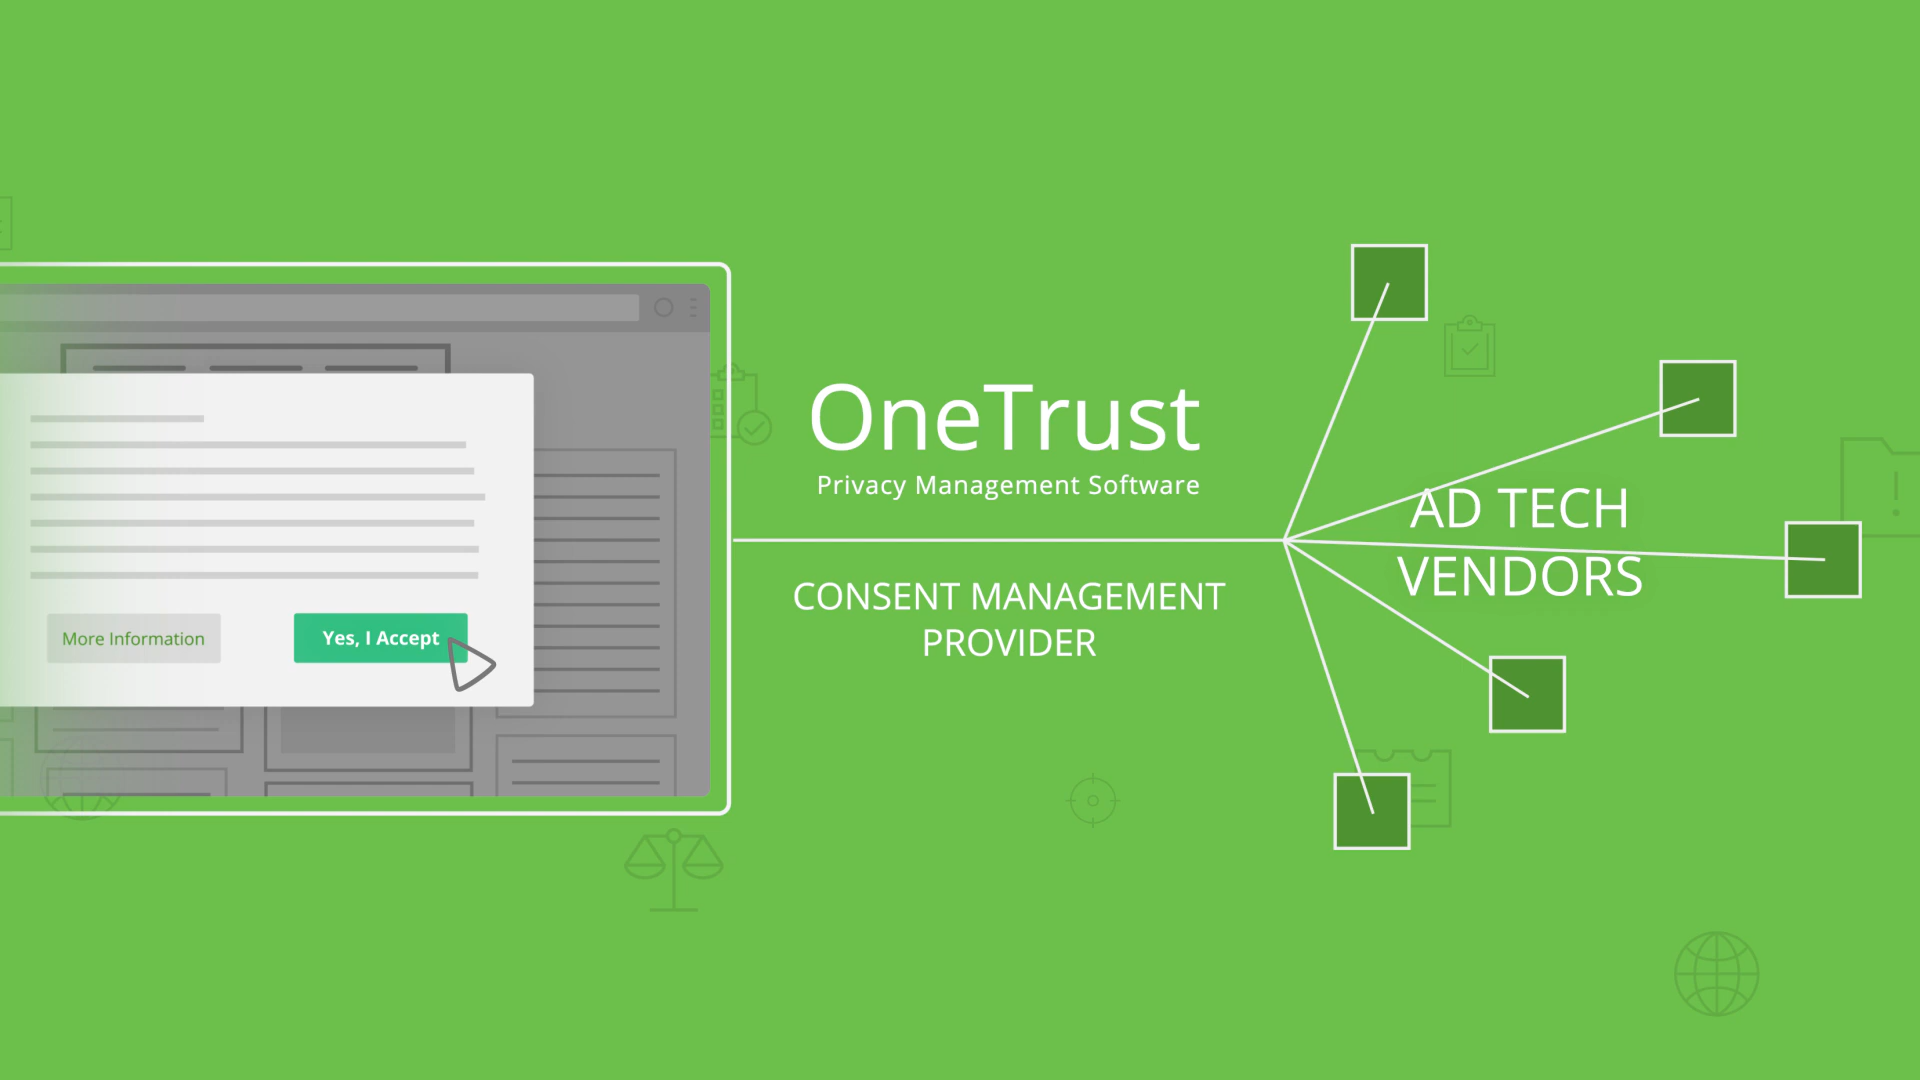 More Information
Yes, I Accept
OneTrust
Privacy Management Software
CONSENT MANAGEMENT
PROVIDER
AD TECH
VENDORS